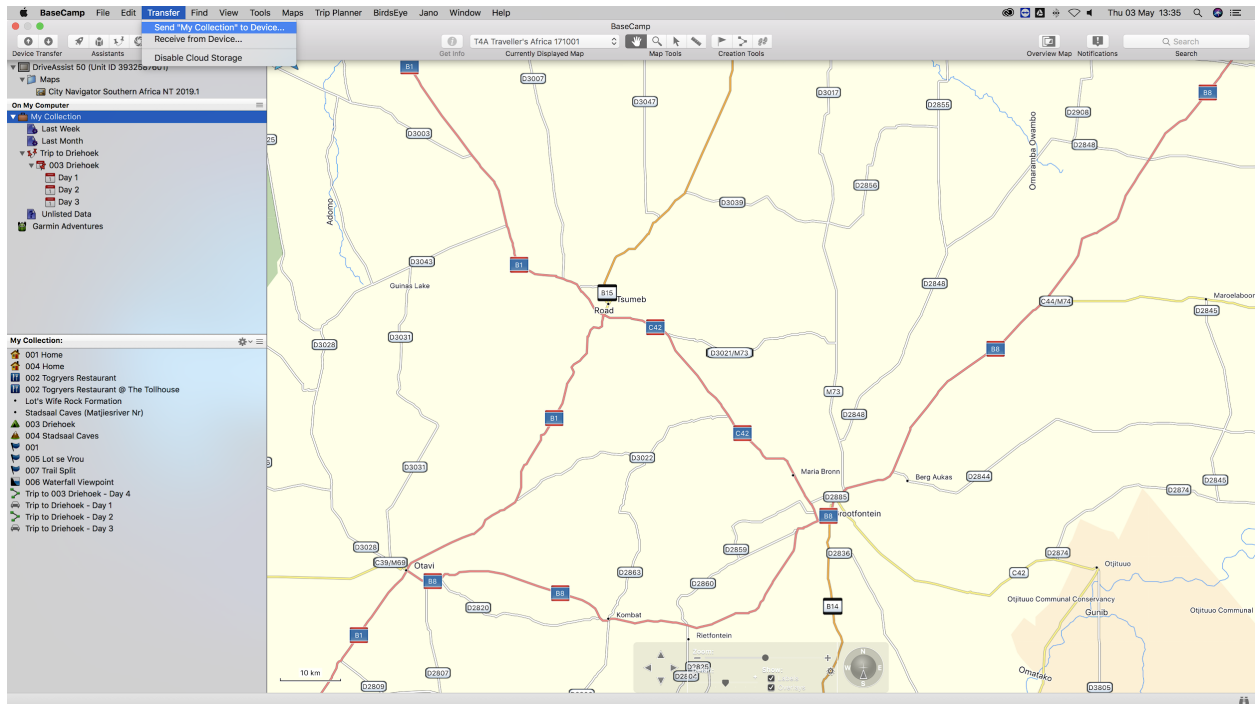 BaseCamp File Edit Transfer Find View Tools Maps Trip Planner BirdsEye Jano Window Help
Thu 03 May 13:35
BaseCamp
Send "My Collection" to Device...
Receive from Device...
Disable Cloud Storage
Device Transfer
Assistants
Get Info
T4A Traveller's Africa 171001
Currently Displayed Map
Map Tools
Creation Tools
Overview Map
Notifications
Search
Search
DriveAssist 50 (Unit ID 3932587601)
Maps
City Navigator Southern Africa NT 2019.1
On My Computer
My Collection
Last Week
Last Month
Trip to Driehoek
003 Driehoek
Day 1
Day 2
Day 3
Unlisted Data
Garmin Adventures
My Collection:
001 Home
004 Home
002 Togryers Restaurant
002 Togryers Restaurant @ The Tollhouse
Lot's Wife Rock Formation
Stadsaal Caves (Matjiesriver Nr)
003 Driehoek
004 Stadsaal Caves
001
005 Lot se Vrou
007 Trail Split
006 Waterfall Viewpoint
Trip to 003 Driehoek - Day 4
Trip to Driehoek - Day 1
Trip to Driehoek - Day 2
Trip to Driehoek - Day 3
B1
D3007
D3017
B8
D3047
D2855
D2908
D3003
Omaramba Owambo
D2848
D2856
Adomo
D3039
D3043
B1
Guinas Lake
D2848
B15
Tsumeb
Road
C44/M74
Maroelaboor
D2845
C42
D3031
D3028
D3021/M73
B8
M73
B1
D2848
C42
D3022
D3031
Maria Bronn
Berg Aukas
D2844
D2845
D2874
D2885
B8
rootfontein
D3028
D2859
D2836
D2874
C39/M69
Otavi
Otjituuo
B8
D2863
C42
D2860
B8
Otjituuo Communal Conservancy
Otjituuo Communal
D2820
B14
Gunib
Kombat
B1
Rietfontein
N
W
E
S
D2825
D2804
10 km
D2807
Omatako
D2809
D3805